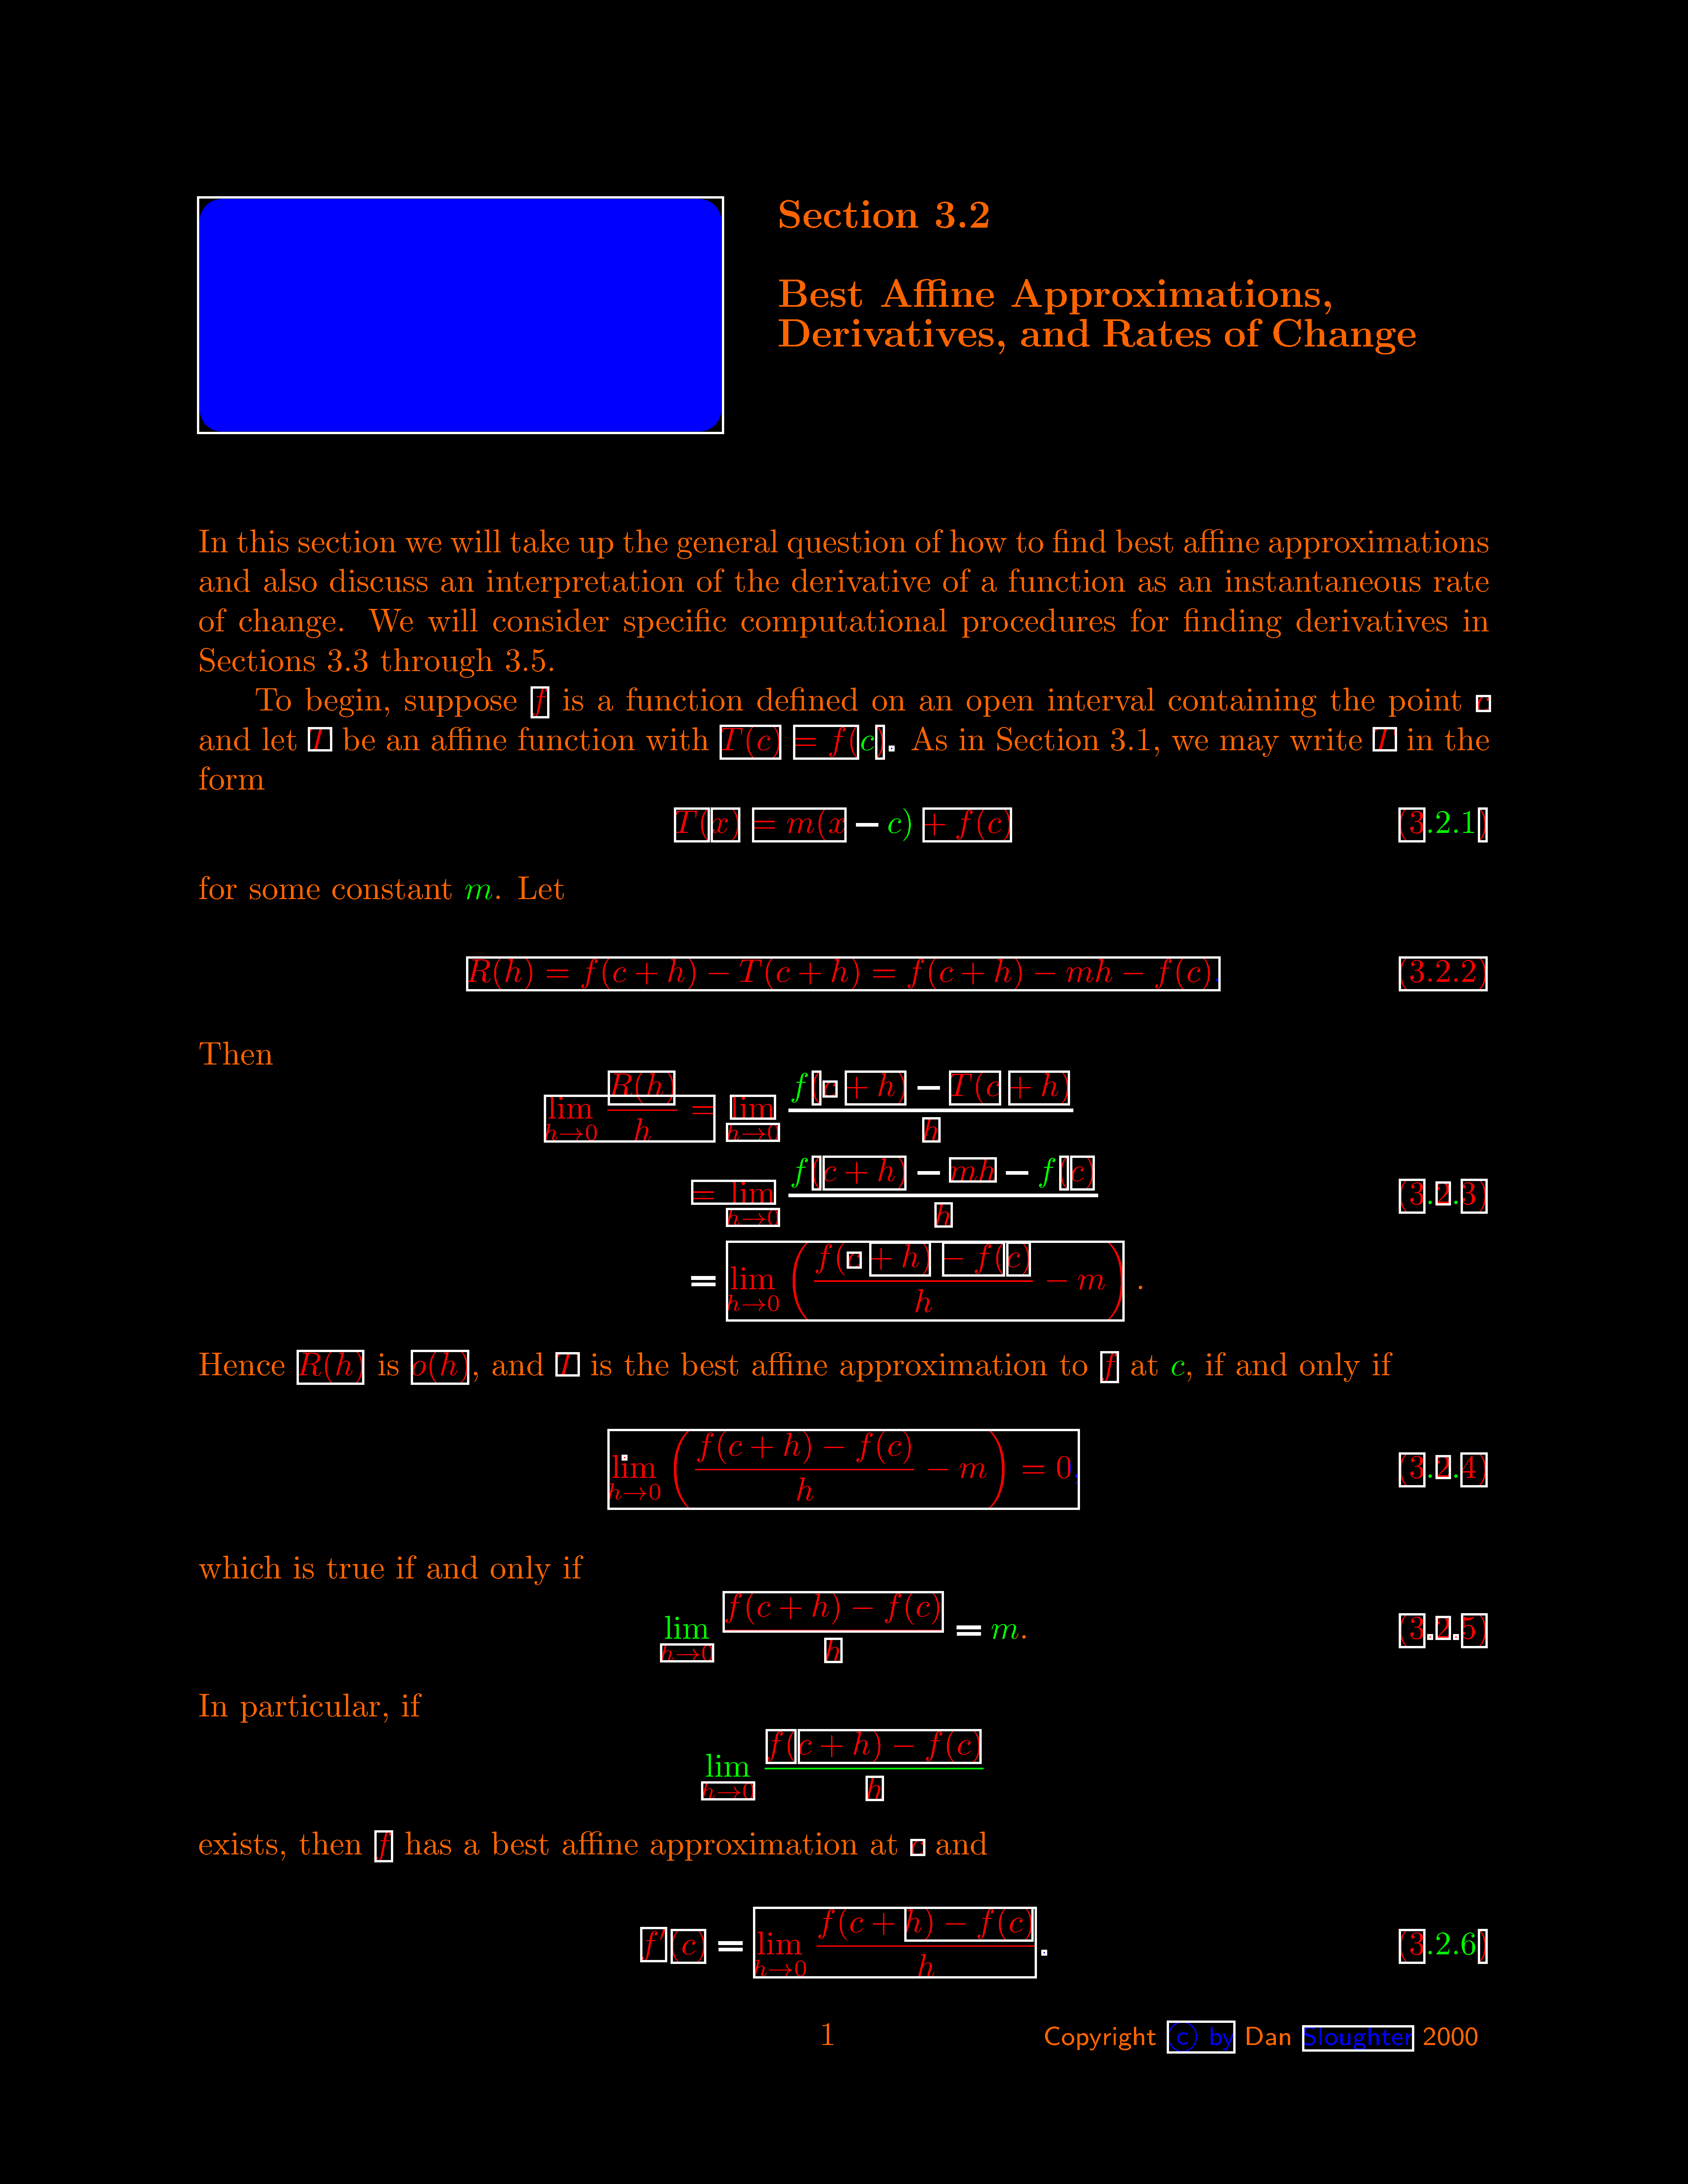 Section 3.2
Best Affine Approximations,
Derivatives, and Rates of Change
In this section we will take up the general question of how to find best affine approximations
and also discuss an interpretation of the derivative of a function as an instantaneous rate
of change. We will consider specific computational procedures for finding derivatives in
Sections 3.3 through 3.5.
To begin, suppose f is a function defined on an open interval containing the point c
and let T be an affine function with T(c) = f(c). As in Section 3.1, we may write T in the
form
T(x) = m(x − c) + f(c) (3.2.1)
for some constant m. Let
R(h) = f(c + h) − T(c + h) = f(c + h) − mh − f(c). (3.2.2)
Then
lim h→0 R(h)/h = lim h→0 (f(c + h) − T(c + h))/h
= lim h→0 (f(c + h) − mh − f(c))/h (3.2.3)
= lim h→0 ( (f(c + h) − f(c))/h − m ) .
Hence R(h) is o(h), and T is the best affine approximation to f at c, if and only if
lim h→0 ( (f(c + h) − f(c))/h − m ) = 0, (3.2.4)
which is true if and only if
lim h→0 (f(c + h) − f(c))/h = m. (3.2.5)
In particular, if
lim h→0 (f(c + h) − f(c))/h
exists, then f has a best affine approximation at c and
f′(c) = lim h→0 (f(c + h) − f(c))/h. (3.2.6)
1 Copyright (c) by Dan Sloughter 2000